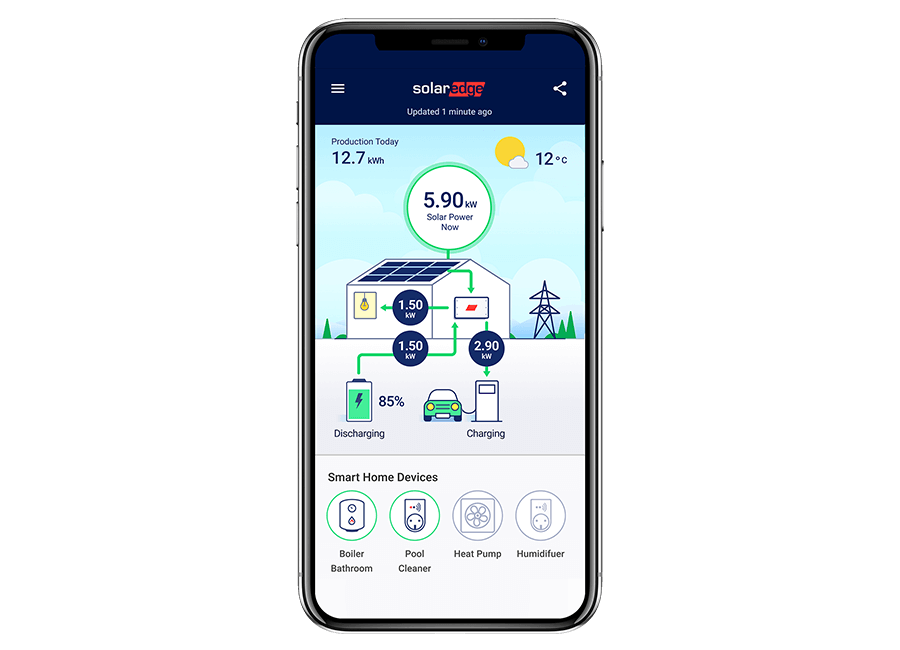 solaredge
Updated 1 minute ago
Production Today
12.7 kWh
12°C
5.90 kW
Solar Power
Now
1.50
kW
1.50
kW
2.90
kW
85%
Discharging
Charging
Smart Home Devices
Boiler
Bathroom
Pool
Cleaner
Heat Pump
Humidifuer